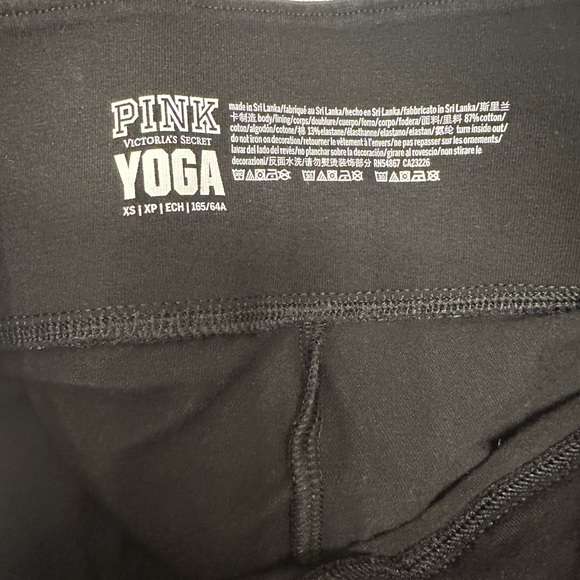 PINK
VICTORIA'S SECRET
YOGA
XS | XP | ECH | 165/64A
made in Sri Lanka/fabriqué au Sri Lanka/hecho en Sri Lanka/fabbricato in Sri Lanka/斯里兰
卡制造 body/lining/corps/doublure/cuerpo/forro/corpo/fodera/面料/里料 87% cotton/
coton/algodón/cotone/棉 13% elastane/élasthanne/elastano/elastan/氨纶 turn inside out/
do not iron on decoration/retourner le vêtement à l'envers/ne pas repasser sur les ornements/
lavar del lado del revés/no planchar sobre la decoración/girare al rovescio/non stirare le
decorazioni/反面水洗/请勿熨烫装饰部分 RN54867 CA23226